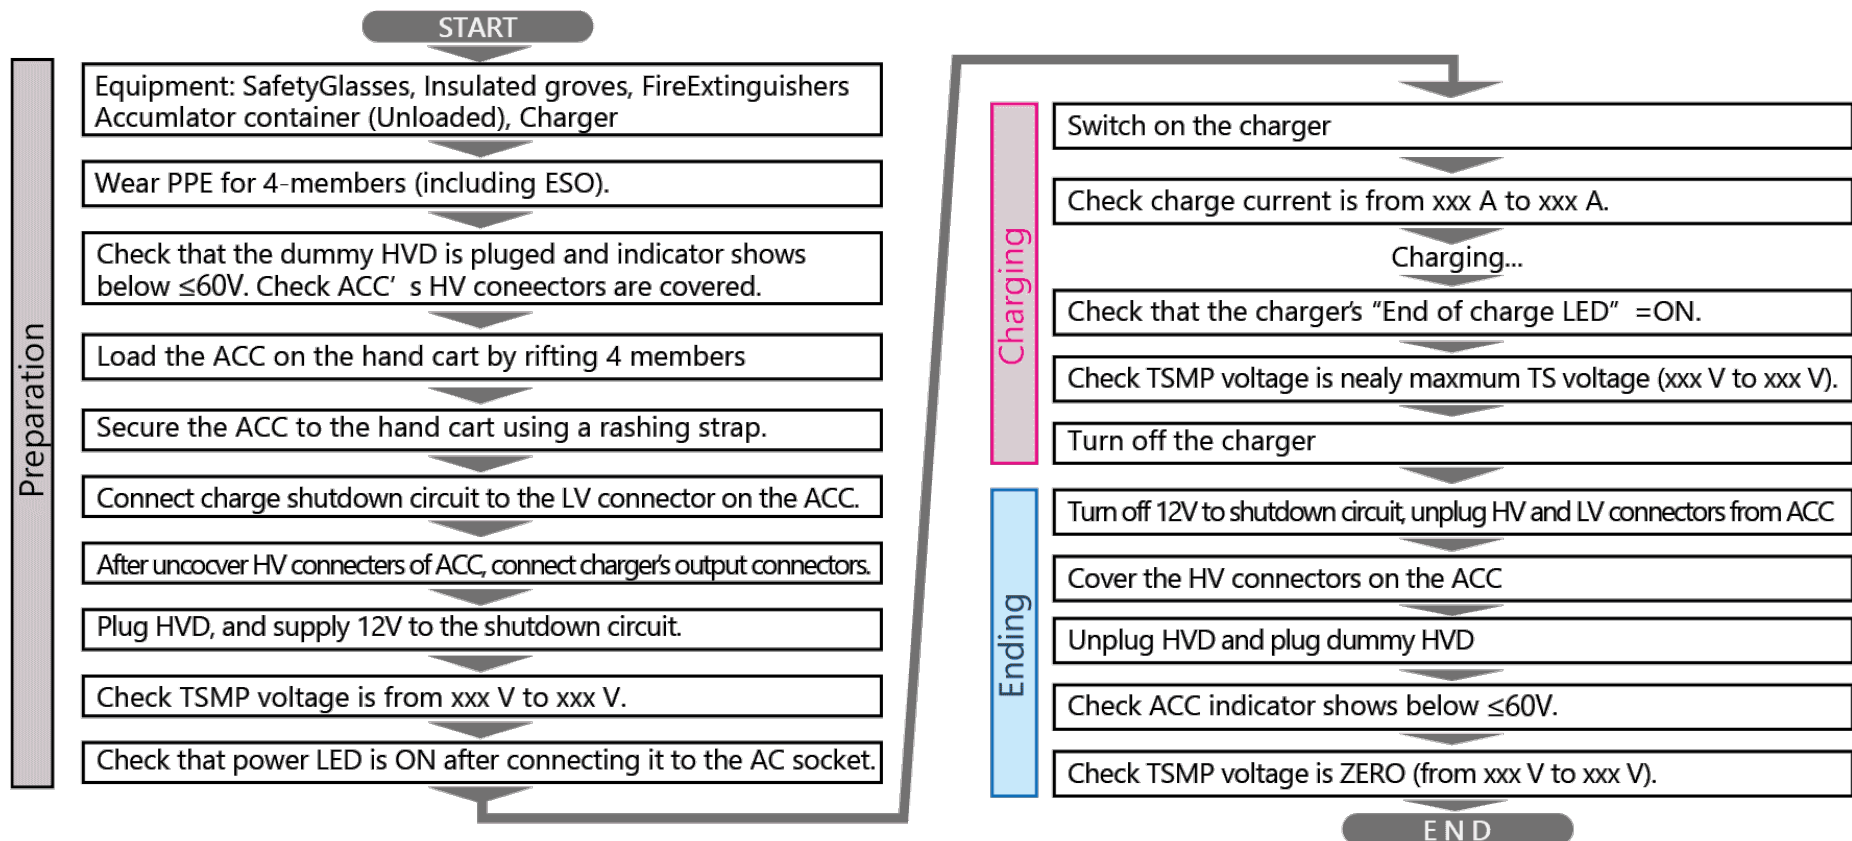 START
Preparation
Equipment: SafetyGlasses, Insulated groves, FireExtinguishers
Accumlator container (Unloaded), Charger
Wear PPE for 4-members (including ESO).
Check that the dummy HVD is pluged and indicator shows
below ≤60V. Check ACC' s HV coneectors are covered.
Load the ACC on the hand cart by rifting 4 members
Secure the ACC to the hand cart using a rashing strap.
Connect charge shutdown circuit to the LV connector on the ACC.
After uncocver HV connecters of ACC, connect charger's output connectors.
Plug HVD, and supply 12V to the shutdown circuit.
Check TSMP voltage is from xxx V to xxx V.
Check that power LED is ON after connecting it to the AC socket.
Charging
Switch on the charger
Check charge current is from xxx A to xxx A.
Charging...
Check that the charger's "End of charge LED" =ON.
Check TSMP voltage is nealy maxmum TS voltage (xxx V to xxx V).
Turn off the charger
Ending
Turn off 12V to shutdown circuit, unplug HV and LV connectors from ACC
Cover the HV connectors on the ACC
Unplug HVD and plug dummy HVD
Check ACC indicator shows below ≤60V.
Check TSMP voltage is ZERO (from xxx V to xxx V).
END